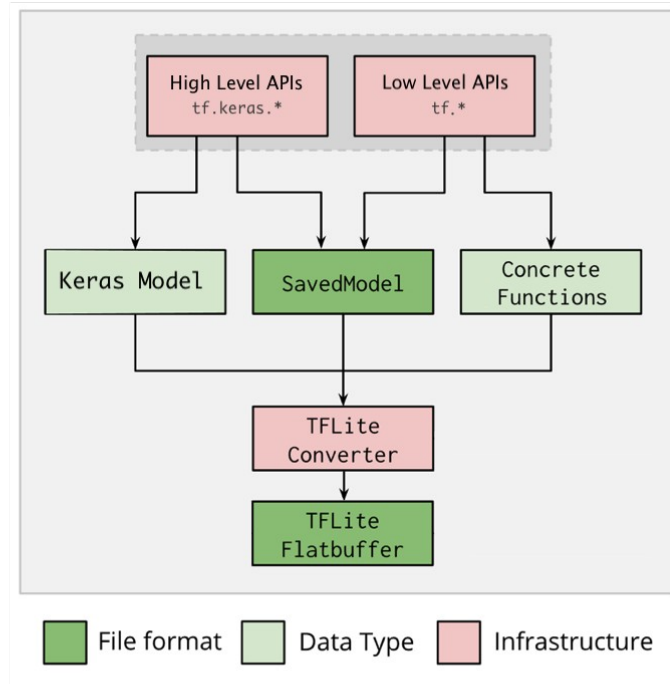 High Level APIs
tf.keras.*
Low Level APIs
tf.*
Keras Model
SavedModel
Concrete
Functions
TFLite
Converter
TFLite
Flatbuffer
File format
Data Type
Infrastructure